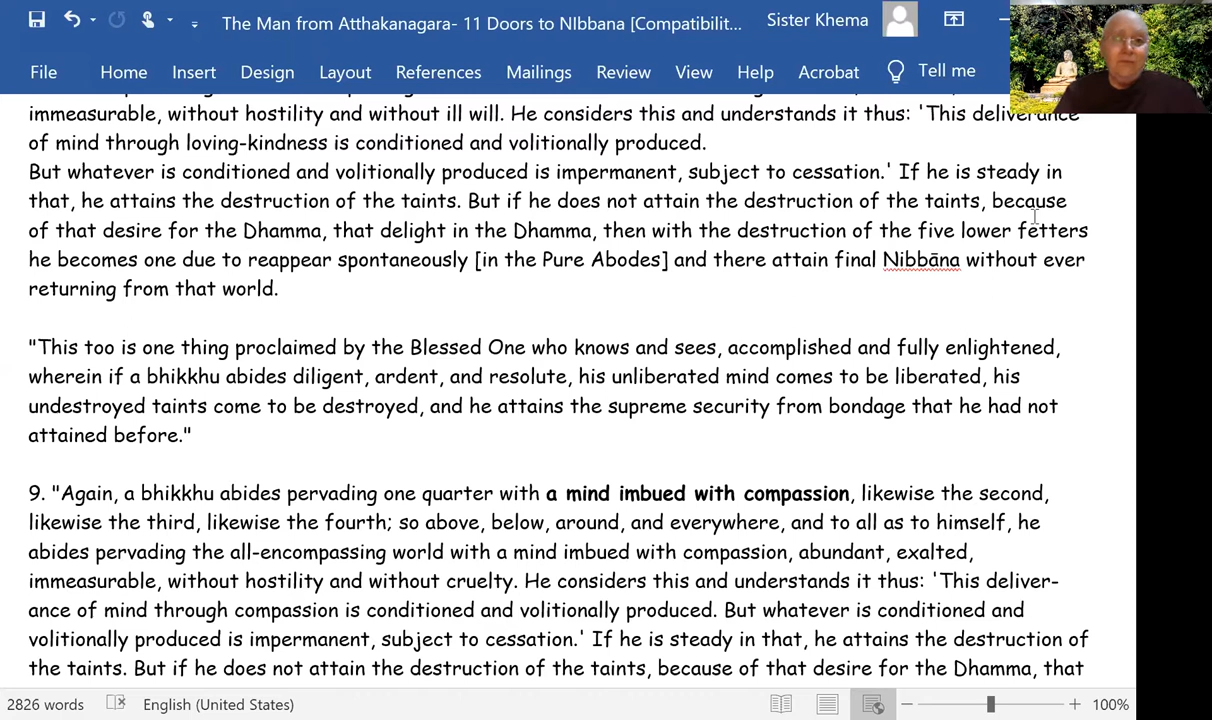 The Man from Atthakanagara- 11 Doors to NIbbana [Compatibilit...
Sister Khema
File Home Insert Design Layout References Mailings Review View Help Acrobat Tell me
immeasurable, without hostility and without ill will. He considers this and understands it thus: 'This deliverance
of mind through loving-kindness is conditioned and volitionally produced.
But whatever is conditioned and volitionally produced is impermanent, subject to cessation.' If he is steady in
that, he attains the destruction of the taints. But if he does not attain the destruction of the taints, because
of that desire for the Dhamma, that delight in the Dhamma, then with the destruction of the five lower fetters
he becomes one due to reappear spontaneously [in the Pure Abodes] and there attain final Nibbāna without ever
returning from that world.
"This too is one thing proclaimed by the Blessed One who knows and sees, accomplished and fully enlightened,
wherein if a bhikkhu abides diligent, ardent, and resolute, his unliberated mind comes to be liberated, his
undestroyed taints come to be destroyed, and he attains the supreme security from bondage that he had not
attained before."
9. "Again, a bhikkhu abides pervading one quarter with a mind imbued with compassion, likewise the second,
likewise the third, likewise the fourth; so above, below, around, and everywhere, and to all as to himself, he
abides pervading the all-encompassing world with a mind imbued with compassion, abundant, exalted,
immeasurable, without hostility and without cruelty. He considers this and understands it thus: 'This deliver-
ance of mind through compassion is conditioned and volitionally produced. But whatever is conditioned and
volitionally produced is impermanent, subject to cessation.' If he is steady in that, he attains the destruction of
the taints. But if he does not attain the destruction of the taints, because of that desire for the Dhamma, that
2826 words English (United States) 100%